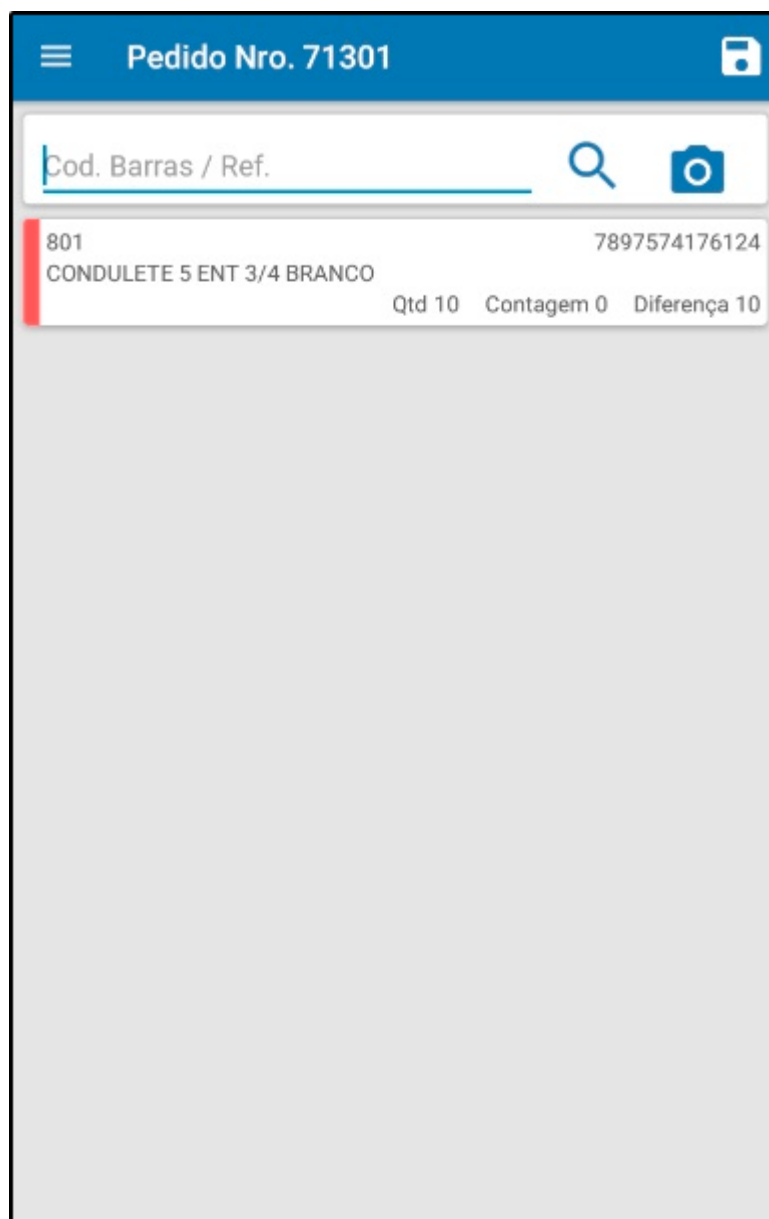 Pedido Nro. 71301
Cod. Barras / Ref.
801 7897574176124
CONDULETE 5 ENT 3/4 BRANCO
Qtd 10 Contagem 0 Diferença 10